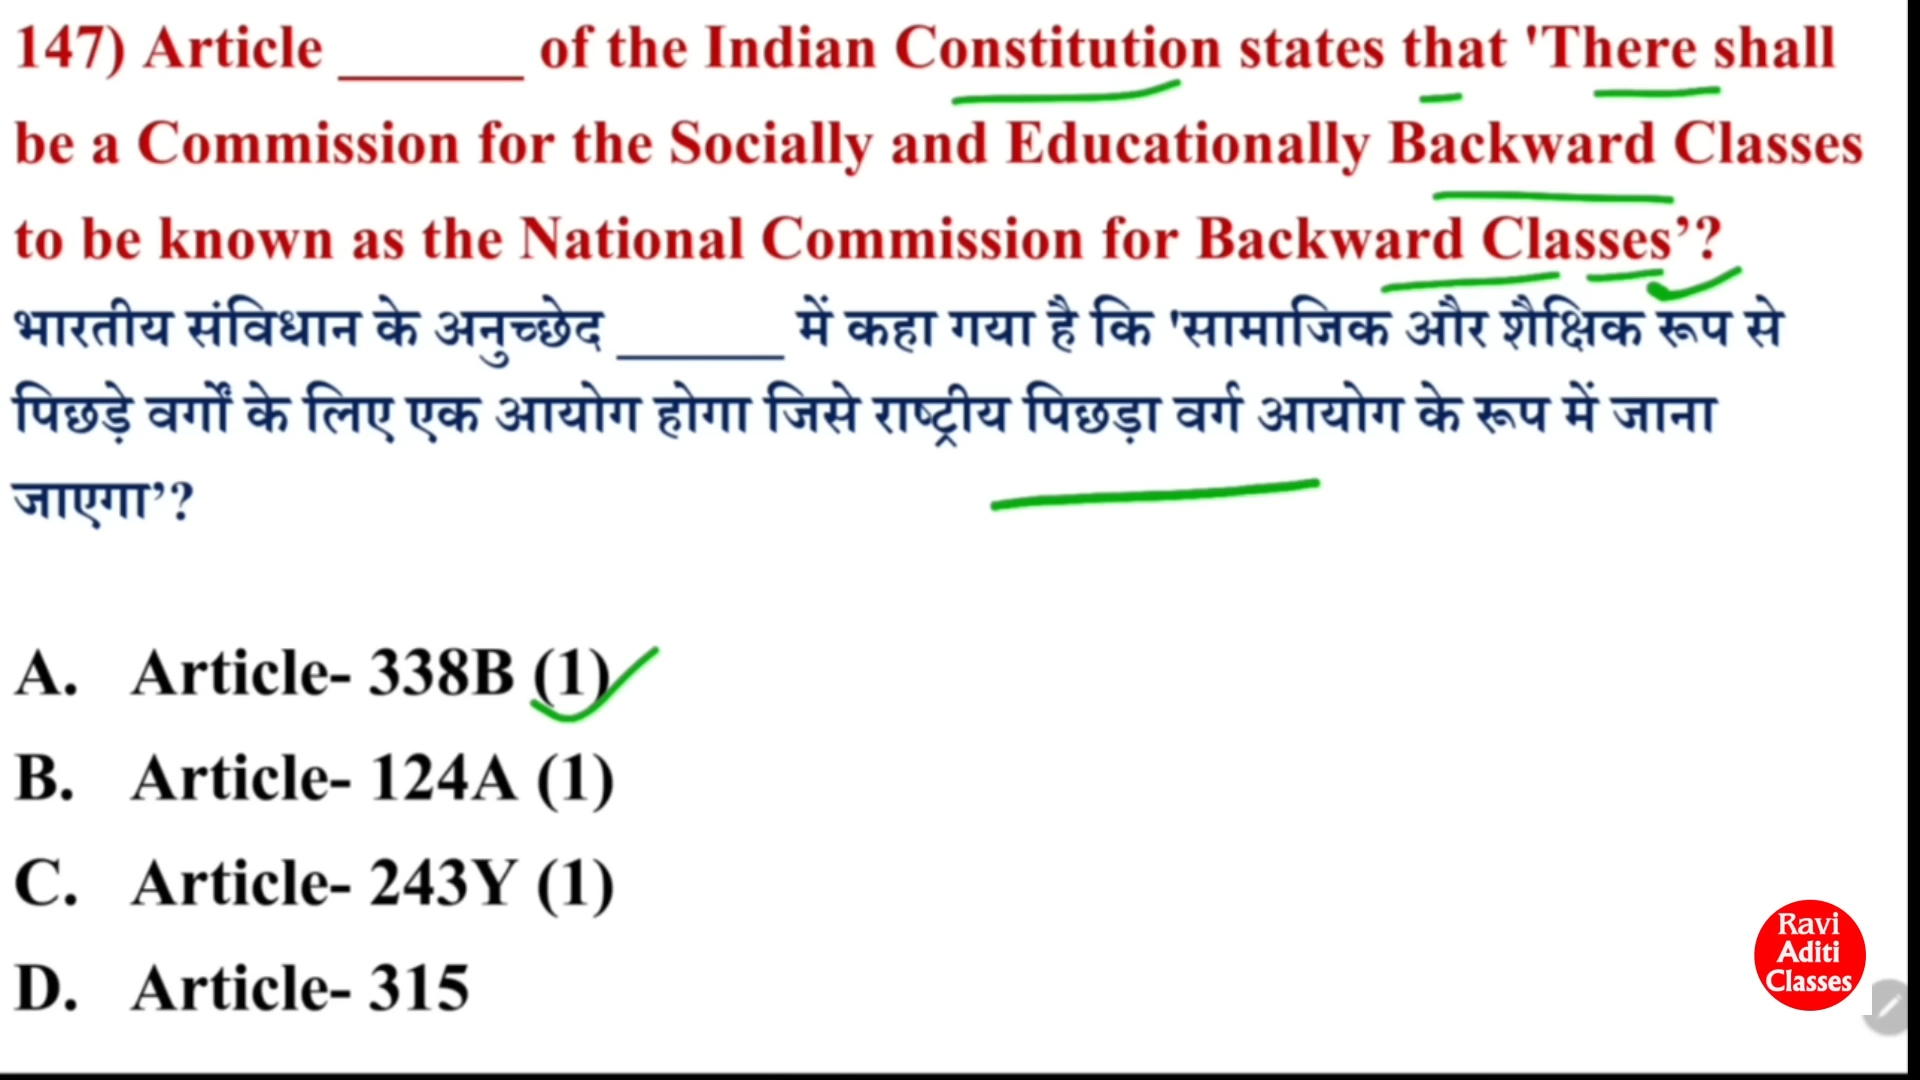 147) Article ______ of the Indian Constitution states that 'There shall
be a Commission for the Socially and Educationally Backward Classes
to be known as the National Commission for Backward Classes’?
भारतीय संविधान के अनुच्छेद ______ में कहा गया है कि 'सामाजिक और शैक्षिक रूप से
पिछड़े वर्गों के लिए एक आयोग होगा जिसे राष्ट्रीय पिछड़ा वर्ग आयोग के रूप में जाना
जाएगा’?
A. Article- 338B (1)
B. Article- 124A (1)
C. Article- 243Y (1)
D. Article- 315
Ravi
Aditi
Classes